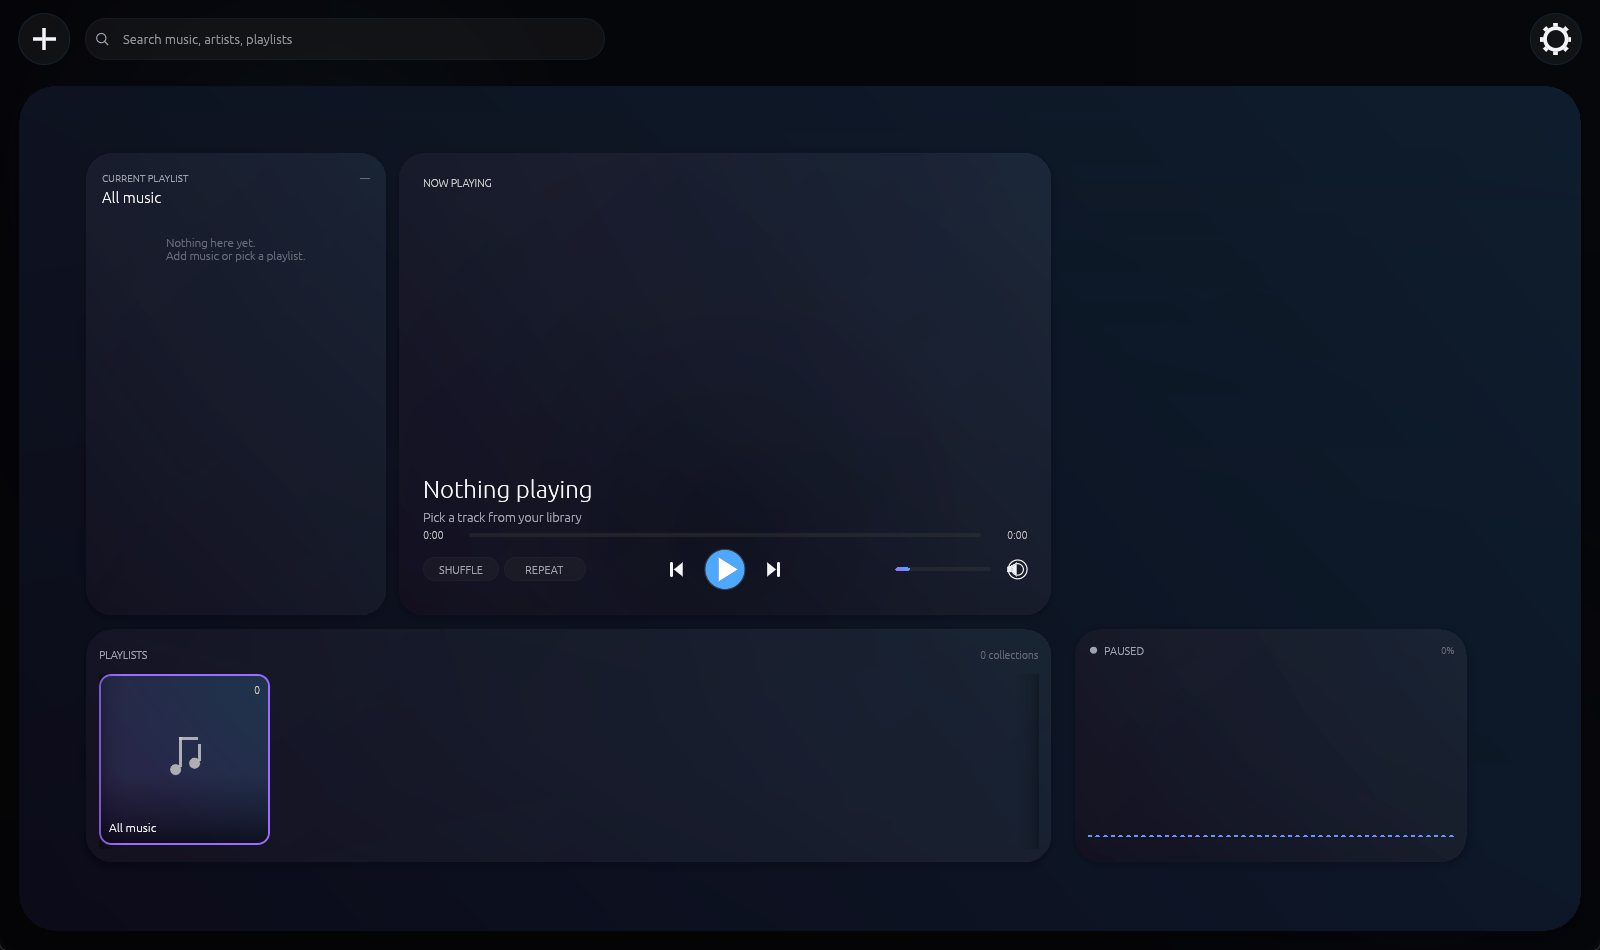 Search music, artists, playlists
CURRENT PLAYLIST
—
All music
Nothing here yet.
Add music or pick a playlist.
NOW PLAYING
Nothing playing
Pick a track from your library
0:00
0:00
SHUFFLE
REPEAT
PLAYLISTS
0 collections
0
All music
PAUSED
0%